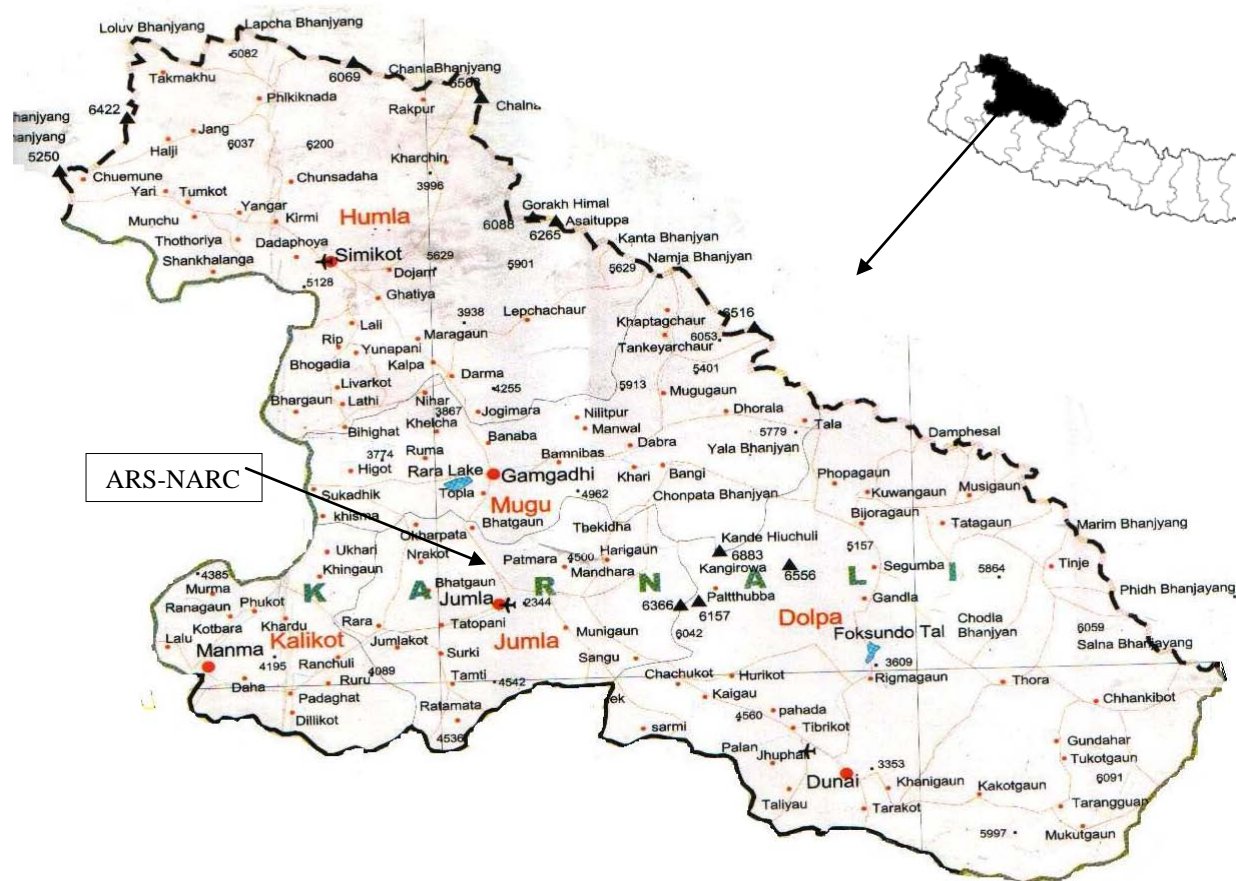 Loluv Bhanjyang
Lapcha Bhanjyang
6082
Takmakhu
6069
ChanlaBhanjyang
Phlkiknada
Rakpur
Chalna
6422
hanjyang
hanjyang
5250
Jang
Halji
6037
6200
Kharchin
3996
Chuemune
Yari
Tumkot
Chunsadaha
Munchu
Yangar
Kirmi
Humla
Gorakh Himal
6088
6265
Asaituppa
Thothoriya
Dadaphoya
Shankhalanga
Simikot
Kanta Bhanjyan
Namja Bhanjyan
5629
5901
5629
Dojam
5128
Ghatiya
3938
Lepchachaur
Lali
Maragaun
Khaptagchaur
6516
Tankeyarchaur
6053
Rip
Yunapani
Bhogadia
Kalpa
Darma
5401
Livarkot
4255
5913
Mugugaun
Bhargaun
Lathi
Nihar
3867
Jogimara
Nilitpur
Dhorala
Bihighat
Khelcha
Manwal
Tala
Banaba
Dabra
5779
Yala Bhanjyan
Damphesal
3774
Ruma
Bamnibas
Higot
Rara Lake
Gamgadhi
Khari
Bangi
Phopagaun
ARS-NARC
Sukadhik
Topla
Mugu
4962
Chonpata Bhanjyan
Kuwangaun
Musigaun
khisma
Okharpata
Bhatgaun
Tbekidha
Bijoragaun
Tatagaun
Marim Bhanjyang
Ukhari
Nrakot
Patmara
4500
Harigaun
Kande Hiuchuli
6883
5157
Khingaun
Mandhara
Kangirowa
6556
Segumba
5864
Tinje
4385
Murma
K A R N A L I
Bhatgaun
Paltthubba
Gandla
Phidh Bhanjayang
Ranagaun
Phukot
Jumla
2344
6366
6157
Dolpa
Kotbara
Khardu
Rara
Tatopani
Munigaun
6042
Foksundo Tal
Chodla
Bhanjyan
6059
Lalu
Kalikot
Jumlakot
Jumla
Salna Bhanjayang
Manma
4195
Ranchuli
4989
Surki
Sangu
3609
Daha
Ruru
Tamti
4542
Chachukot
Hurikot
Rigmagaun
Thora
Padaghat
Kaigau
Chhankibot
Dillikot
Ratamata
ek
4560
pahada
sarmi
Tibrikot
4536
Palan
Jhuphal
Gundahar
Tukotgaun
Dunai
3353
Khanigaun
6091
Taliyau
Tarakot
Kakotgaun
Tarangguap
5997
Mukutgaun